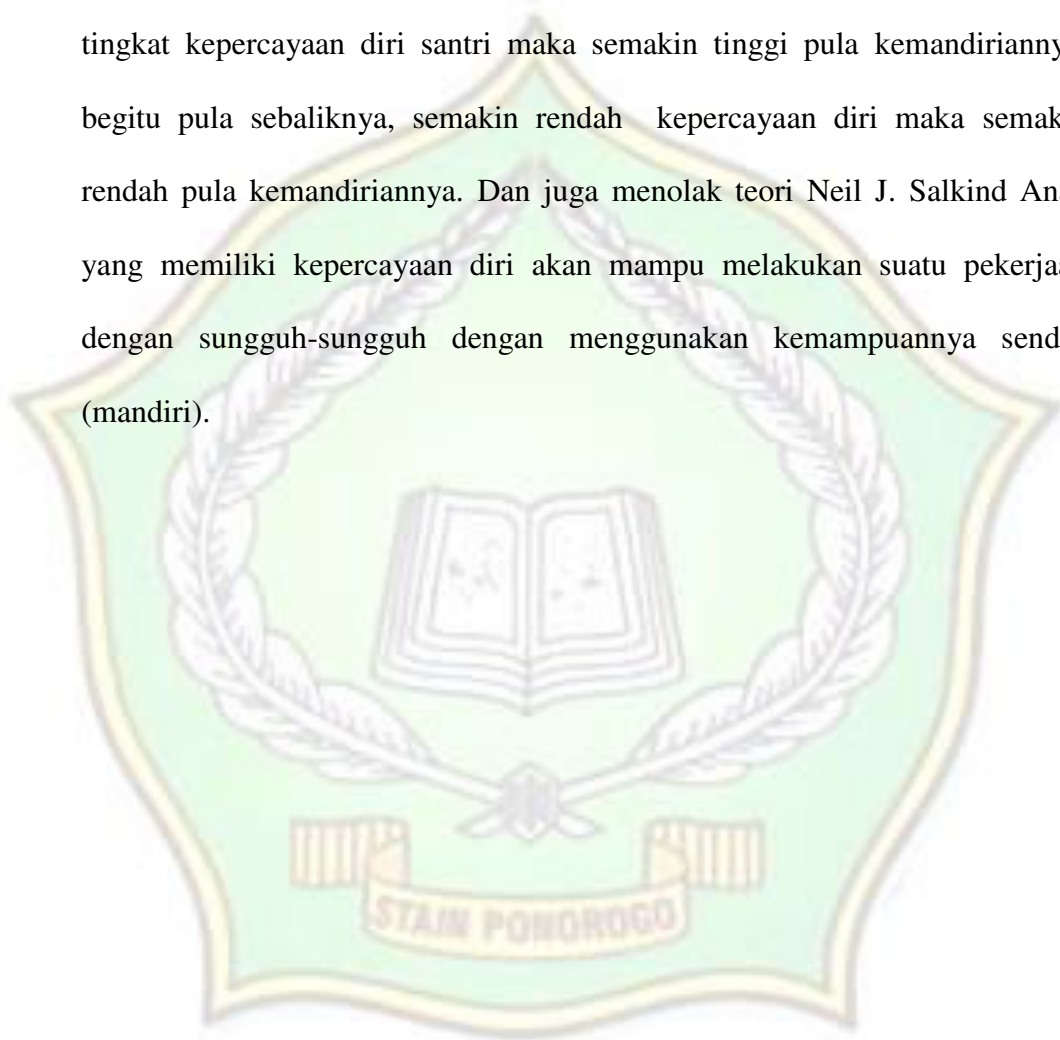 tingkat kepercayaan diri santri maka semakin tinggi pula kemandirianny
begitu pula sebaliknya, semakin rendah kepercayaan diri maka semak
rendah pula kemandiriannya. Dan juga menolak teori Neil J. Salkind An
yang memiliki kepercayaan diri akan mampu melakukan suatu pekerja
dengan sungguh-sungguh dengan menggunakan kemampuannya send
(mandiri).
STAIN PONOROGO